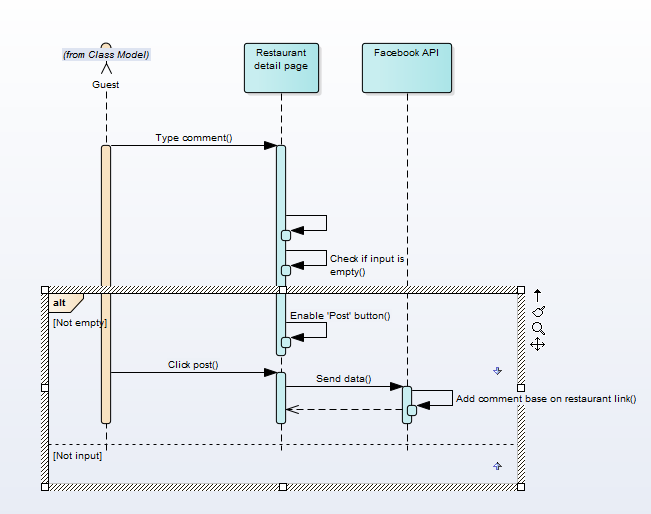 (from Class Model)
Guest
Restaurant
detail page
Facebook API
Type comment()
Check if input is
empty()
alt
[Not empty]
Enable 'Post' button()
Click post()
Send data()
Add comment base on restaurant link()
[Not input]